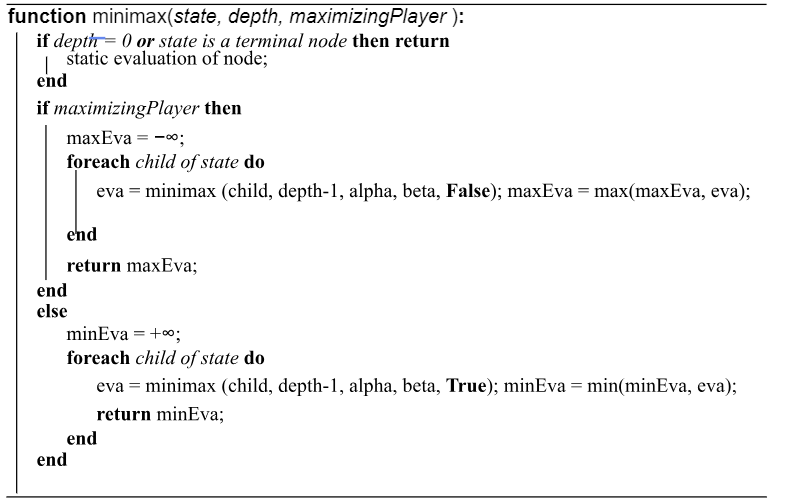 function minimax(state, depth, maximizingPlayer ):
if depth = 0 or state is a terminal node then return
static evaluation of node;
end
if maximizingPlayer then
maxEva = −∞;
foreach child of state do
eva = minimax (child, depth-1, alpha, beta, False); maxEva = max(maxEva, eva);
end
return maxEva;
end
else
minEva = +∞;
foreach child of state do
eva = minimax (child, depth-1, alpha, beta, True); minEva = min(minEva, eva);
return minEva;
end
end